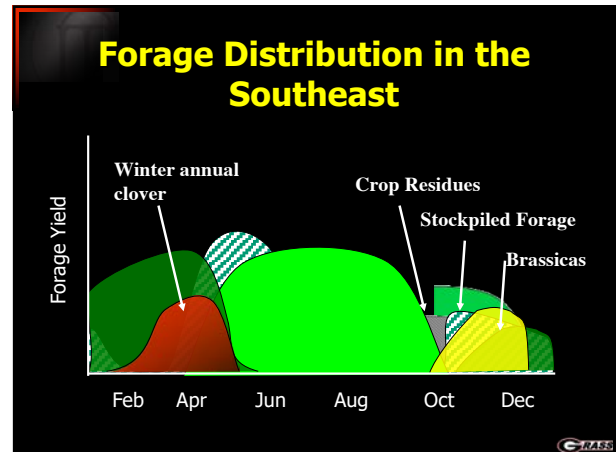 Forage Distribution in the
Southeast
Winter annual
clover
Crop Residues
Stockpiled Forage
Brassicas
Forage Yield
Feb Apr Jun Aug Oct Dec
GRASS